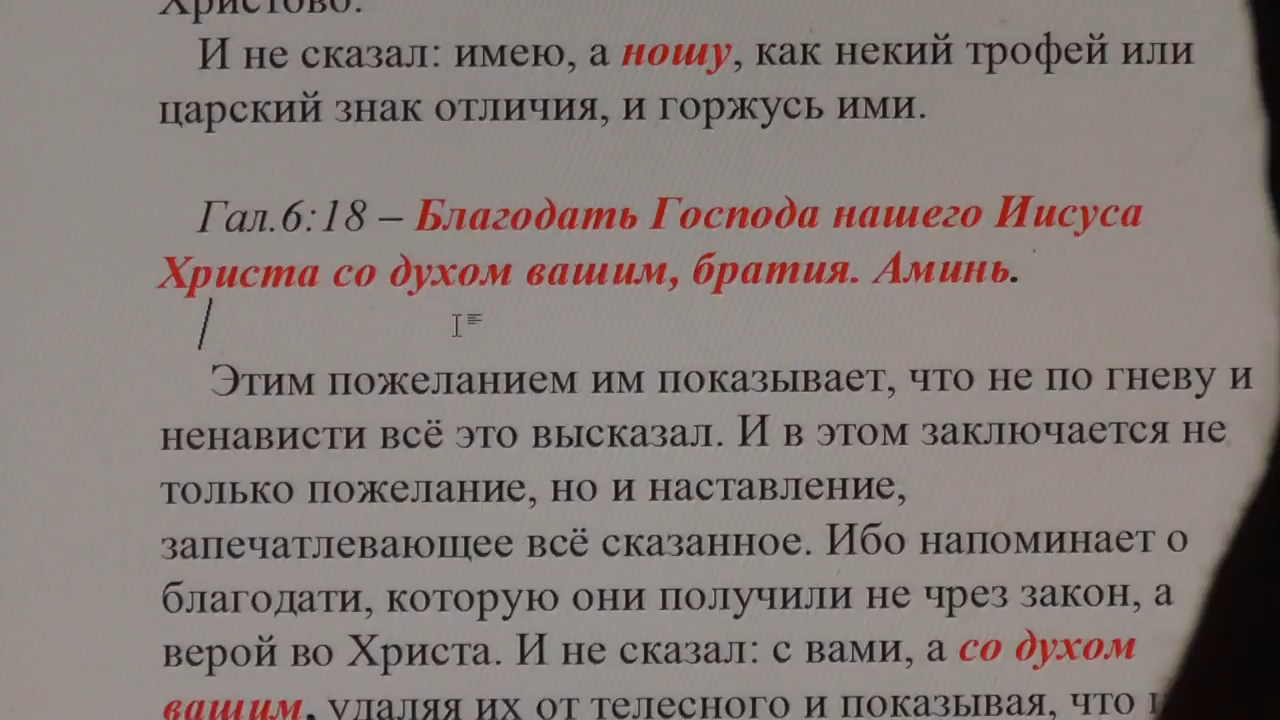 Христово.
И не сказал: имею, а ношу, как некий трофей или
царский знак отличия, и горжусь ими.
Гал.6:18 – Благодать Господа нашего Иисуса
Христа со духом вашим, братия. Аминь.
Этим пожеланием им показывает, что не по гневу и
ненависти всё это высказал. И в этом заключается не
только пожелание, но и наставление,
запечатлевающее всё сказанное. Ибо напоминает о
благодати, которую они получили не чрез закон, а
верой во Христа. И не сказал: с вами, а со духом
вашим, удаляя их от телесного и показывая, что